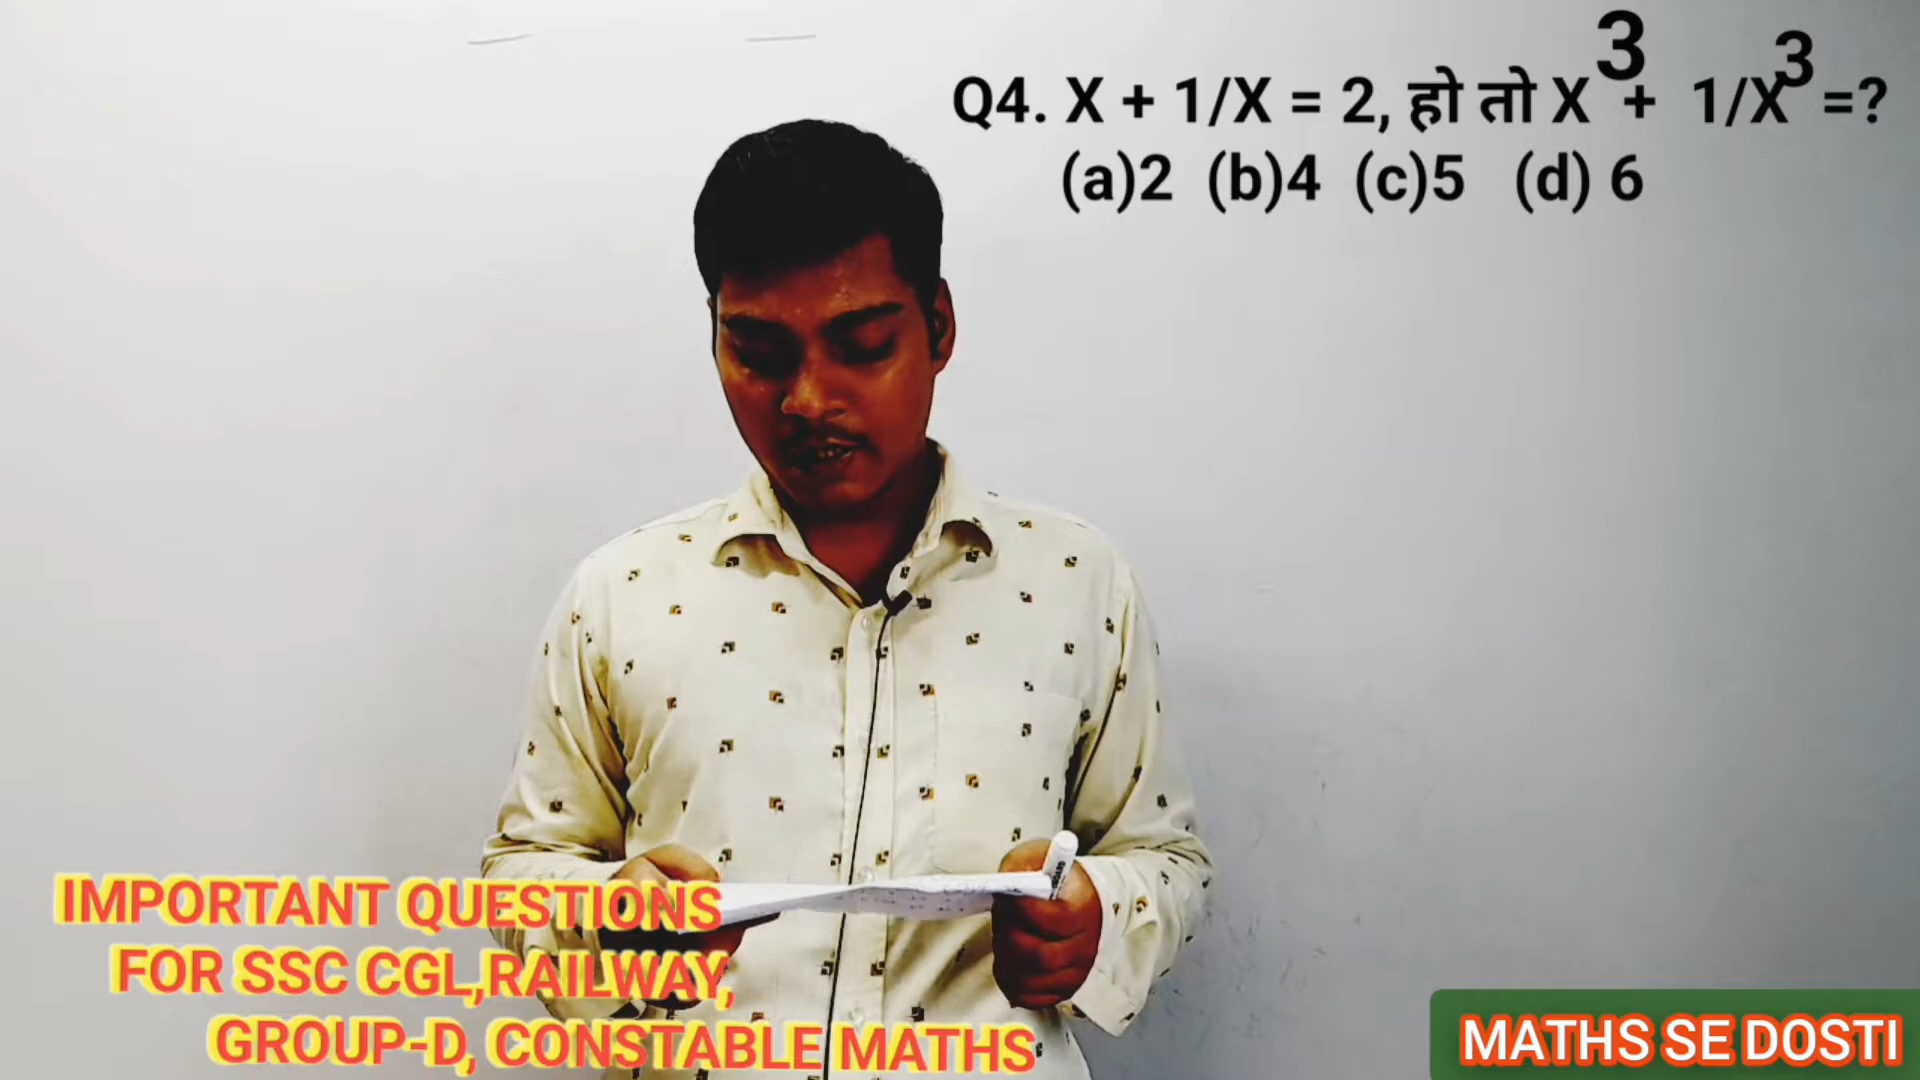 Q4. X + 1/X = 2, हो तो X³ + 1/X³ =?
(a)2 (b)4 (c)5 (d) 6
IMPORTANT QUESTIONS
FOR SSC CGL,RAILWAY,
GROUP-D, CONSTABLE MATHS
MATHS SE DOSTI